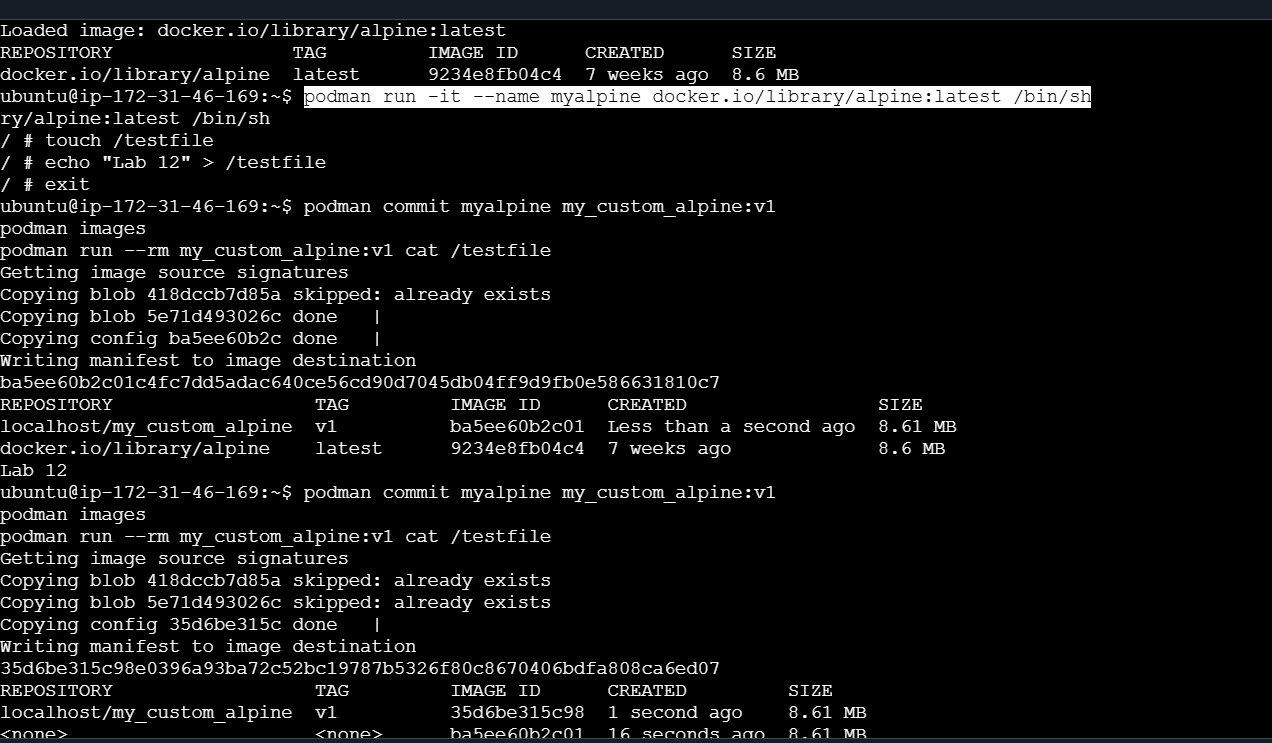 Loaded image: docker.io/library/alpine:latest
REPOSITORY                TAG         IMAGE ID      CREATED      SIZE
docker.io/library/alpine  latest      9234e8fb04c4  7 weeks ago  8.6 MB
ubuntu@ip-172-31-46-169:~$ podman run -it --name myalpine docker.io/library/alpine:latest /bin/sh
ry/alpine:latest /bin/sh
/ # touch /testfile
/ # echo "Lab 12" > /testfile
/ # exit
ubuntu@ip-172-31-46-169:~$ podman commit myalpine my_custom_alpine:v1
podman images
podman run --rm my_custom_alpine:v1 cat /testfile
Getting image source signatures
Copying blob 418dccb7d85a skipped: already exists
Copying blob 5e71d493026c done   |
Copying config ba5ee60b2c done   |
Writing manifest to image destination
ba5ee60b2c01c4fc7dd5adac640ce56cd90d7045db04ff9d9fb0e586631810c7
REPOSITORY                  TAG         IMAGE ID      CREATED                 SIZE
localhost/my_custom_alpine  v1          ba5ee60b2c01  Less than a second ago  8.61 MB
docker.io/library/alpine    latest      9234e8fb04c4  7 weeks ago             8.6 MB
Lab 12
ubuntu@ip-172-31-46-169:~$ podman commit myalpine my_custom_alpine:v1
podman images
podman run --rm my_custom_alpine:v1 cat /testfile
Getting image source signatures
Copying blob 418dccb7d85a skipped: already exists
Copying blob 5e71d493026c skipped: already exists
Copying config 35d6be315c done   |
Writing manifest to image destination
35d6be315c98e0396a93ba72c52bc19787b5326f80c8670406bdfa808ca6ed07
REPOSITORY                  TAG         IMAGE ID      CREATED         SIZE
localhost/my_custom_alpine  v1          35d6be315c98  1 second ago    8.61 MB
<none>                      <none>      ba5ee60b2c01  16 seconds ago  8.61 MB